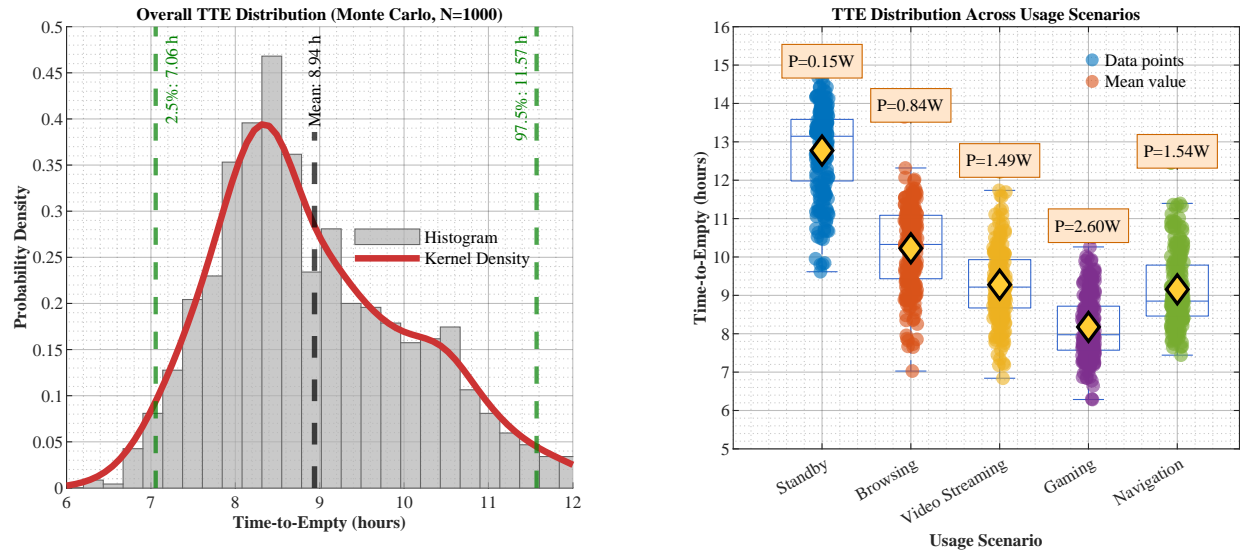 Overall TTE Distribution (Monte Carlo, N=1000)
0.5
0.45
0.4
0.35
0.3
0.25
0.2
0.15
0.1
0.05
0
Probability Density
2.5%: 7.06 h
Mean: 8.94 h
97.5%: 11.57 h
Histogram
Kernel Density
6
7
8
9
10
11
12
Time-to-Empty (hours)
TTE Distribution Across Usage Scenarios
16
15
14
13
12
11
10
9
8
7
6
5
Time-to-Empty (hours)
P=0.15W
P=0.84W
P=1.49W
P=2.60W
P=1.54W
Data points
Mean value
Standby
Browsing
Video Streaming
Gaming
Navigation
Usage Scenario